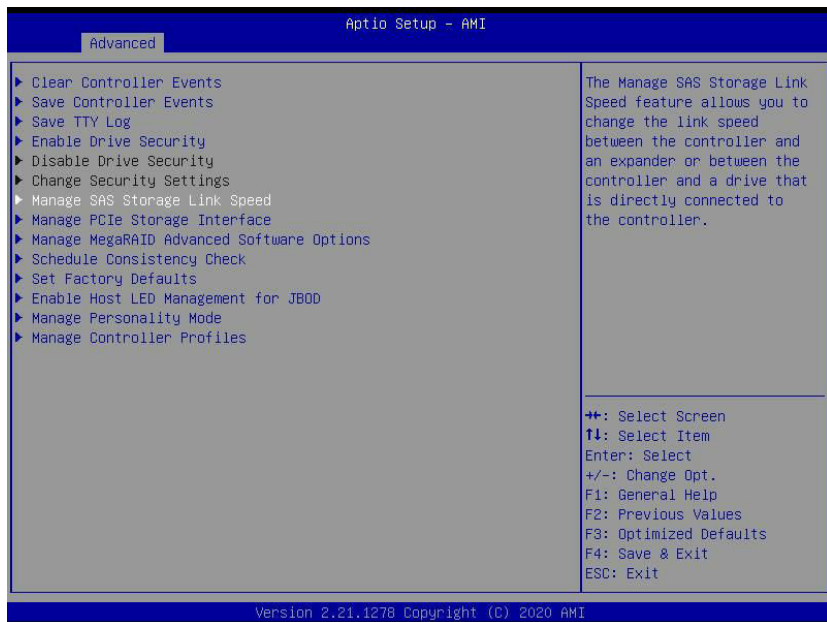 Aptio Setup – AMI
Advanced
▶ Clear Controller Events
▶ Save Controller Events
▶ Save TTY Log
▶ Enable Drive Security
▶ Disable Drive Security
▶ Change Security Settings
▶ Manage SAS Storage Link Speed
▶ Manage PCIe Storage Interface
▶ Manage MegaRAID Advanced Software Options
▶ Schedule Consistency Check
▶ Set Factory Defaults
▶ Enable Host LED Management for JBOD
▶ Manage Personality Mode
▶ Manage Controller Profiles
The Manage SAS Storage Link
Speed feature allows you to
change the link speed
between the controller and
an expander or between the
controller and a drive that
is directly connected to
the controller.
→←: Select Screen
↑↓: Select Item
Enter: Select
+/-: Change Opt.
F1: General Help
F2: Previous Values
F3: Optimized Defaults
F4: Save & Exit
ESC: Exit
Version 2.21.1278 Copyright (C) 2020 AMI